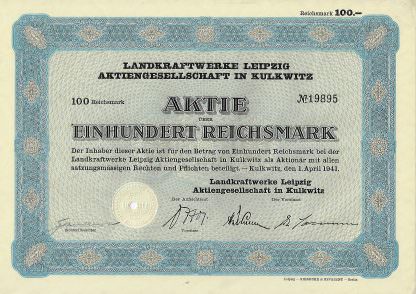 Reichsmark 100.—
LANDKRAFTWERKE LEIPZIG
AKTIENGESELLSCHAFT IN KULKWITZ
100 Reichsmark
AKTIE
№19895
ÜBER
EINHUNDERT REICHSMARK
Der Inhaber dieser Aktie ist für den Betrag von Einhundert Reichsmark bei der
Landkraftwerke Leipzig Aktiengesellschaft in Kulkwitz als Aktionär mit allen
satzungsmässigen Rechten und Pflichten beteiligt. — Kulkwitz, den 1. April 1941.
Landkraftwerke Leipzig
Aktiengesellschaft in Kulkwitz
Der Aufsichtsrat
Der Vorstand
Vorsitzer